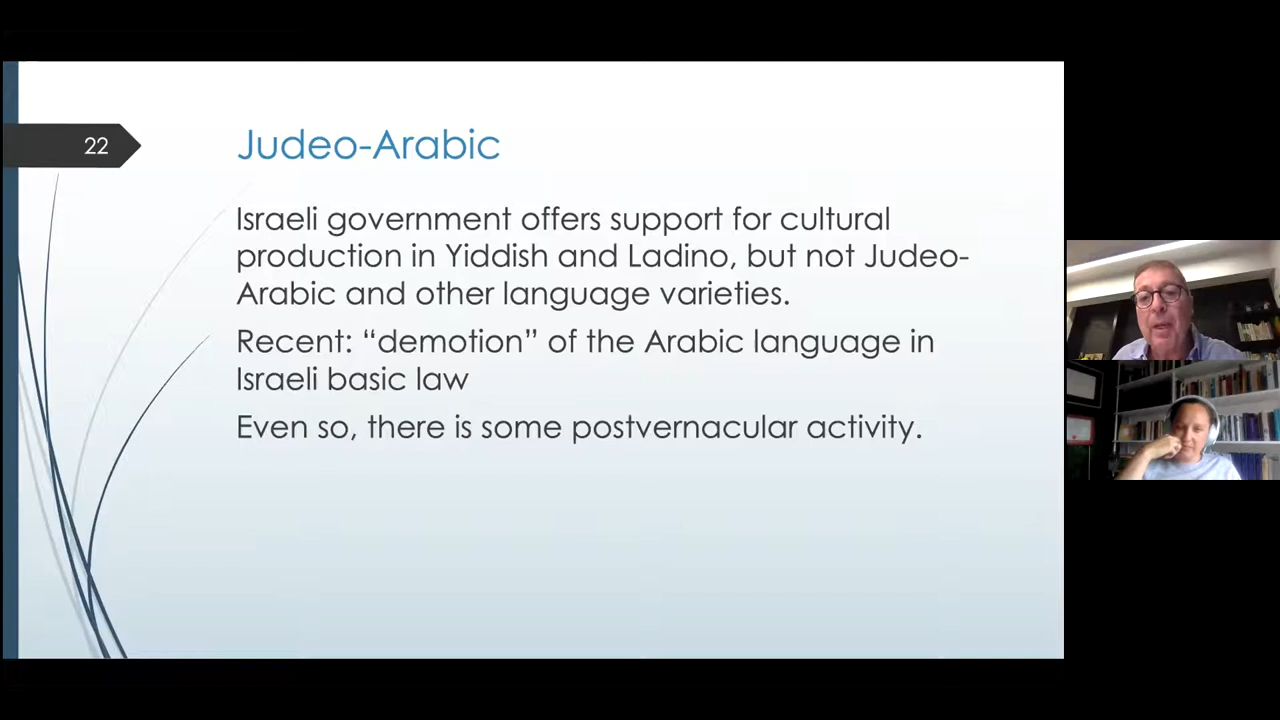 22
Judeo-Arabic
Israeli government offers support for cultural
production in Yiddish and Ladino, but not Judeo-
Arabic and other language varieties.
Recent: “demotion” of the Arabic language in
Israeli basic law
Even so, there is some postvernacular activity.